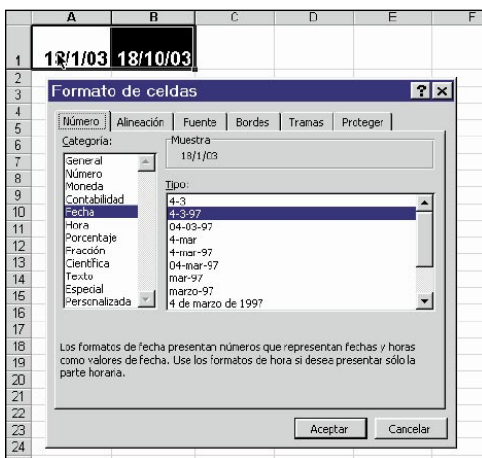 A B C D E F
1 18/1/03 18/10/03
2
3
4
5
6
7
8
9
10
11
12
13
14
15
16
17
18
19
20
21
22
23
24
Formato de celdas
Número Alineación Fuente Bordes Tramas Proteger
Categoría:
General
Número
Moneda
Contabilidad
Fecha
Hora
Porcentaje
Fracción
Científica
Texto
Especial
Personalizada
Muestra
18/1/03
Tipo:
4-3
4-3-97
04-03-97
4-mar
4-mar-97
04-mar-97
mar-97
marzo-97
4 de marzo de 1997
Los formatos de fecha presentan números que representan fechas y horas
como valores de fecha. Use los formatos de hora si desea presentar sólo la
parte horaria.
Aceptar Cancelar